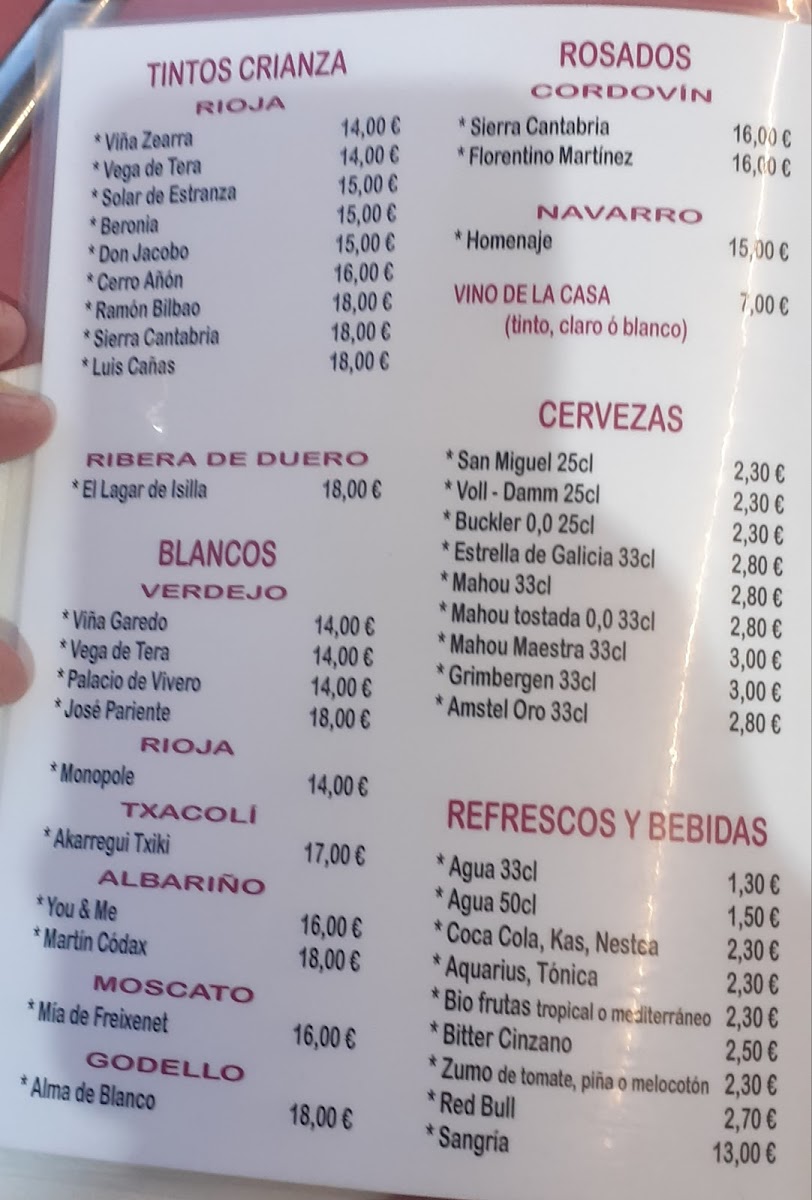 TINTOS CRIANZA
RIOJA
* Viña Zearra 14,00 €
* Vega de Tera 14,00 €
* Solar de Estranza 15,00 €
* Beronia 15,00 €
* Don Jacobo 15,00 €
* Cerro Añón 16,00 €
* Ramón Bilbao 18,00 €
* Sierra Cantabria 18,00 €
* Luis Cañas 18,00 €
RIBERA DE DUERO
* El Lagar de Isilla 18,00 €
BLANCOS
VERDEJO
* Viña Garedo 14,00 €
* Vega de Tera 14,00 €
* Palacio de Vivero 14,00 €
* José Pariente 18,00 €
RIOJA
* Monopole 14,00 €
TXACOLÍ
* Akarregui Txiki 17,00 €
ALBARIÑO
* You & Me 16,00 €
* Martín Códax 18,00 €
MOSCATO
* Mía de Freixenet 16,00 €
GODELLO
* Alma de Blanco 18,00 €
ROSADOS
CORDOVÍN
* Sierra Cantabria 16,00 €
* Florentino Martínez 16,00 €
NAVARRO
* Homenaje 15,00 €
VINO DE LA CASA 7,00 €
(tinto, claro ó blanco)
CERVEZAS
* San Miguel 25cl 2,30 €
* Voll - Damm 25cl 2,30 €
* Buckler 0,0 25cl 2,30 €
* Estrella de Galicia 33cl 2,80 €
* Mahou 33cl 2,80 €
* Mahou tostada 0,0 33cl 2,80 €
* Mahou Maestra 33cl 3,00 €
* Grimbergen 33cl 3,00 €
* Amstel Oro 33cl 2,80 €
REFRESCOS Y BEBIDAS
* Agua 33cl 1,30 €
* Agua 50cl 1,50 €
* Coca Cola, Kas, Nestea 2,30 €
* Aquarius, Tónica 2,30 €
* Bio frutas tropical o mediterráneo 2,30 €
* Bitter Cinzano 2,50 €
* Zumo de tomate, piña o melocotón 2,30 €
* Red Bull 2,70 €
* Sangría 13,00 €